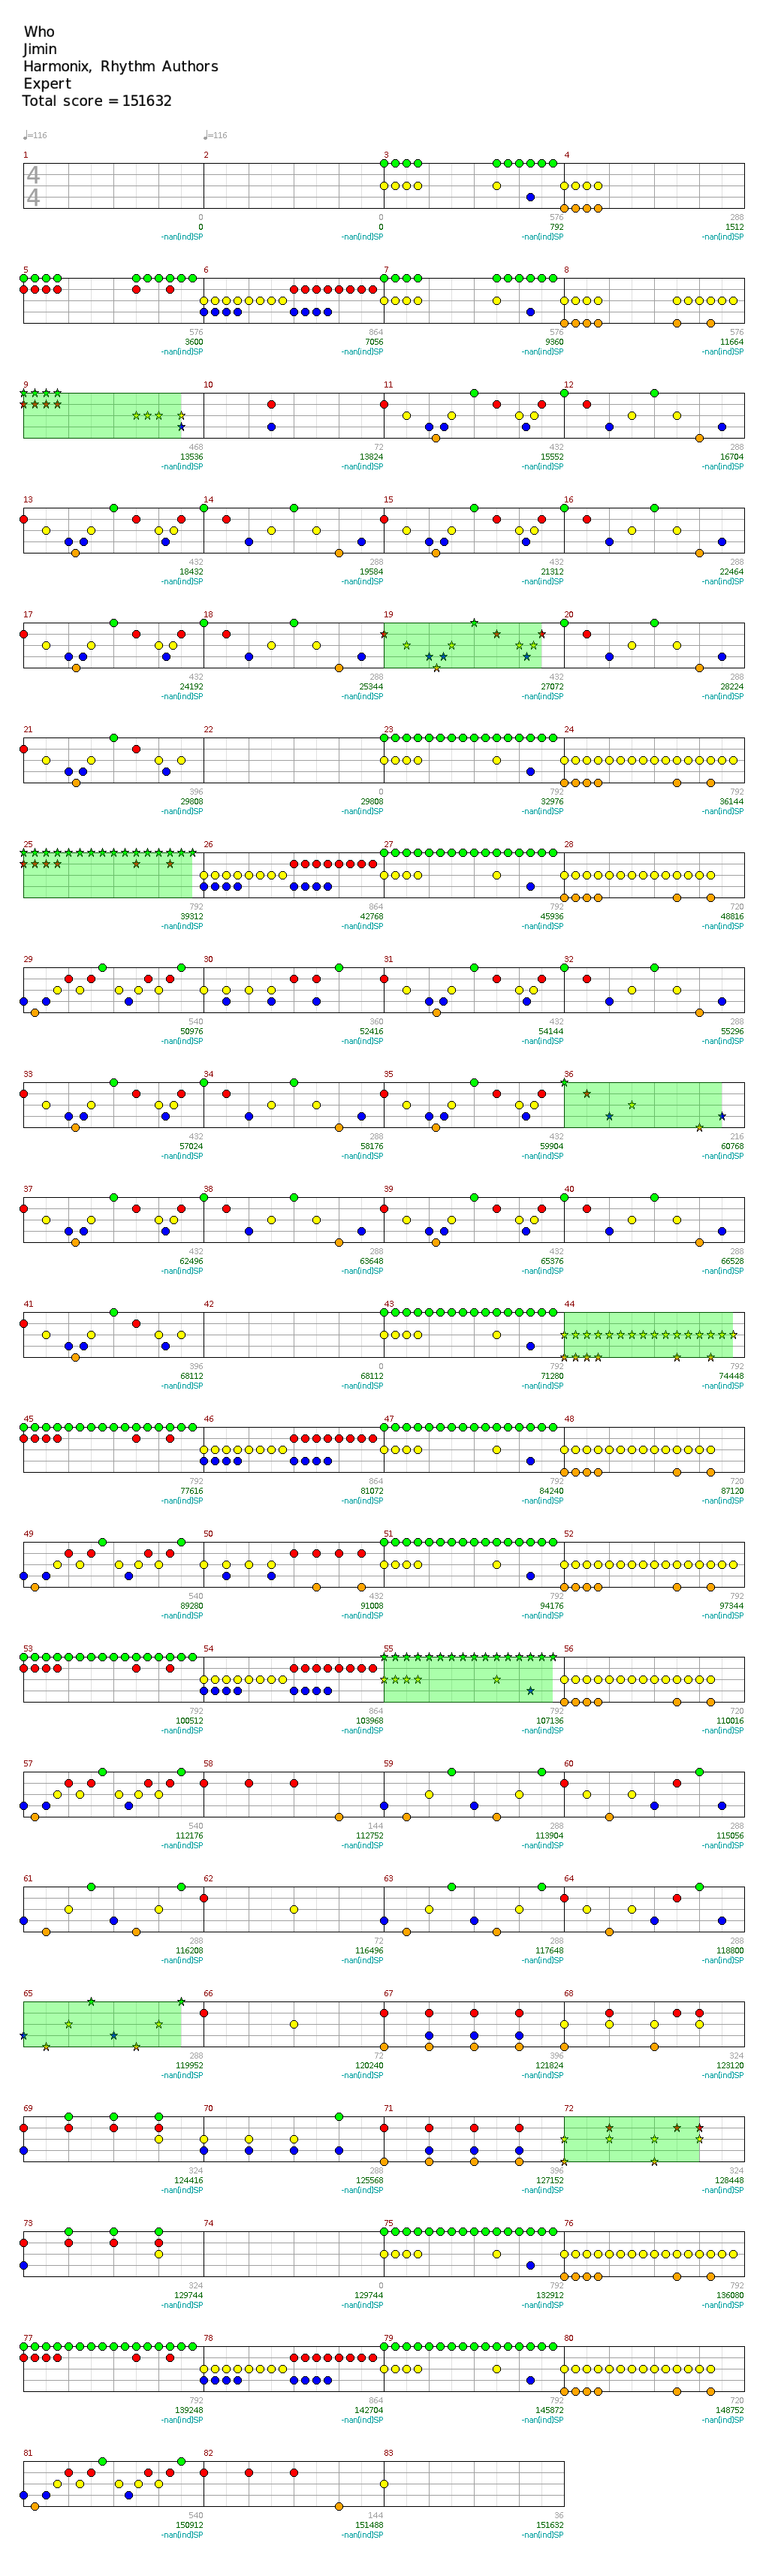 Who
Jimin
Harmonix, Rhythm Authors
Expert
Total score = 151632
♩=116 ♩=116
1 2 3 4
4
4
0 0 576 288
0 0 792 1512
-nan(ind)SP -nan(ind)SP -nan(ind)SP -nan(ind)SP
5 6 7 8
576 864 576 576
3600 7056 9360 11664
-nan(ind)SP -nan(ind)SP -nan(ind)SP -nan(ind)SP
9 10 11 12
468 72 432 288
13536 13824 15552 16704
-nan(ind)SP -nan(ind)SP -nan(ind)SP -nan(ind)SP
13 14 15 16
432 288 432 288
18432 19584 21312 22464
-nan(ind)SP -nan(ind)SP -nan(ind)SP -nan(ind)SP
17 18 19 20
432 288 432 288
24192 25344 27072 28224
-nan(ind)SP -nan(ind)SP -nan(ind)SP -nan(ind)SP
21 22 23 24
396 0 792 792
29808 29808 32976 36144
-nan(ind)SP -nan(ind)SP -nan(ind)SP -nan(ind)SP
25 26 27 28
792 864 792 720
39312 42768 45936 48816
-nan(ind)SP -nan(ind)SP -nan(ind)SP -nan(ind)SP
29 30 31 32
540 360 432 288
50976 52416 54144 55296
-nan(ind)SP -nan(ind)SP -nan(ind)SP -nan(ind)SP
33 34 35 36
432 288 432 216
57024 58176 59904 60768
-nan(ind)SP -nan(ind)SP -nan(ind)SP -nan(ind)SP
37 38 39 40
432 288 432 288
62496 63648 65376 66528
-nan(ind)SP -nan(ind)SP -nan(ind)SP -nan(ind)SP
41 42 43 44
396 0 792 792
68112 68112 71280 74448
-nan(ind)SP -nan(ind)SP -nan(ind)SP -nan(ind)SP
45 46 47 48
792 864 792 720
77616 81072 84240 87120
-nan(ind)SP -nan(ind)SP -nan(ind)SP -nan(ind)SP
49 50 51 52
540 432 792 792
89280 91008 94176 97344
-nan(ind)SP -nan(ind)SP -nan(ind)SP -nan(ind)SP
53 54 55 56
792 864 792 720
100512 103968 107136 110016
-nan(ind)SP -nan(ind)SP -nan(ind)SP -nan(ind)SP
57 58 59 60
540 144 288 288
112176 112752 113904 115056
-nan(ind)SP -nan(ind)SP -nan(ind)SP -nan(ind)SP
61 62 63 64
288 72 288 288
116208 116496 117648 118800
-nan(ind)SP -nan(ind)SP -nan(ind)SP -nan(ind)SP
65 66 67 68
288 72 396 324
119952 120240 121824 123120
-nan(ind)SP -nan(ind)SP -nan(ind)SP -nan(ind)SP
69 70 71 72
324 288 396 324
124416 125568 127152 128448
-nan(ind)SP -nan(ind)SP -nan(ind)SP -nan(ind)SP
73 74 75 76
324 0 792 792
129744 129744 132912 136080
-nan(ind)SP -nan(ind)SP -nan(ind)SP -nan(ind)SP
77 78 79 80
792 864 792 720
139248 142704 145872 148752
-nan(ind)SP -nan(ind)SP -nan(ind)SP -nan(ind)SP
81 82 83
540 144 36
150912 151488 151632
-nan(ind)SP -nan(ind)SP -nan(ind)SP